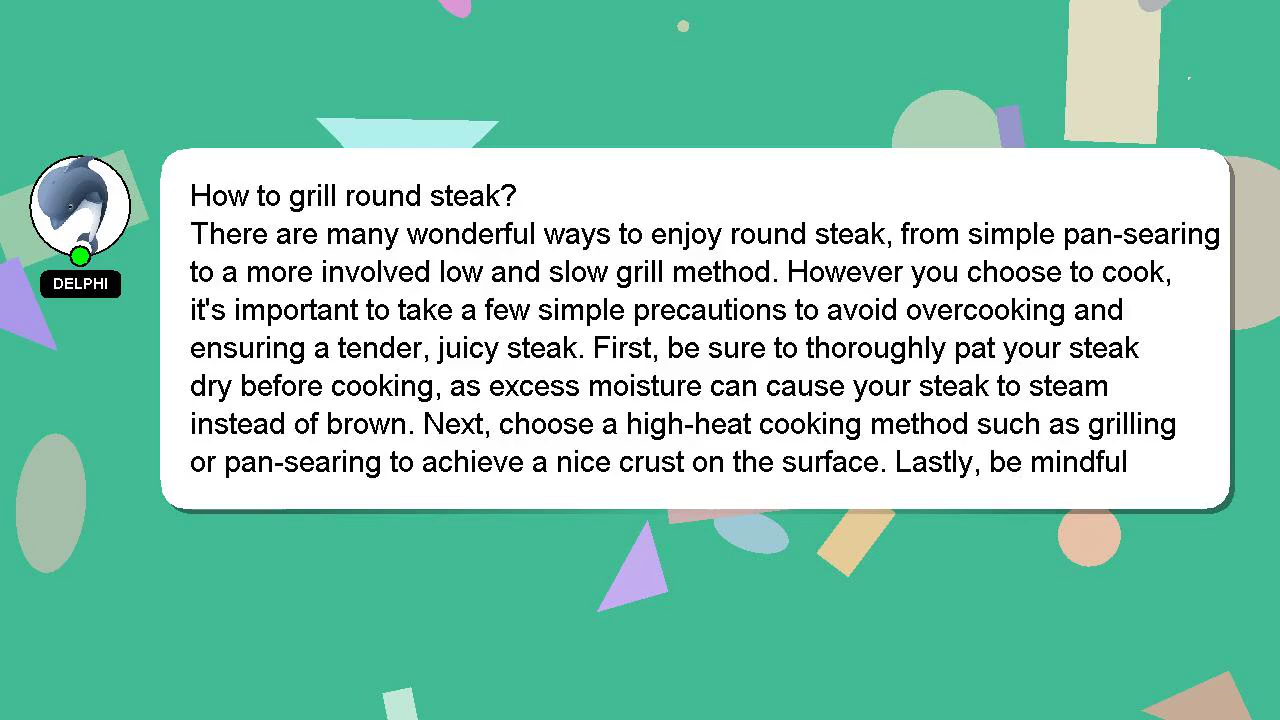 How to grill round steak?
There are many wonderful ways to enjoy round steak, from simple pan-searing
to a more involved low and slow grill method. However you choose to cook,
it's important to take a few simple precautions to avoid overcooking and
ensuring a tender, juicy steak. First, be sure to thoroughly pat your steak
dry before cooking, as excess moisture can cause your steak to steam
instead of brown. Next, choose a high-heat cooking method such as grilling
or pan-searing to achieve a nice crust on the surface. Lastly, be mindful
DELPHI